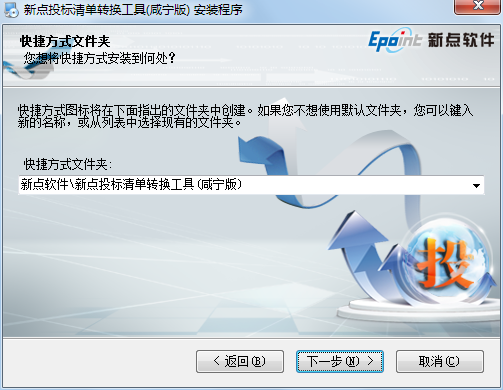 新点投标清单转换工具(咸宁版) 安装程序
快捷方式文件夹
您想将快捷方式安装到何处?
Epoint 新点软件
快捷方式图标将在下面指出的文件夹中创建。如果您不想使用默认文件夹，您可以键入
新的名称，或从列表中选择现有的文件夹。
快捷方式文件夹:
新点软件\新点投标清单转换工具(咸宁版)
投
< 返回(B)
下一步(N) >
取消(C)